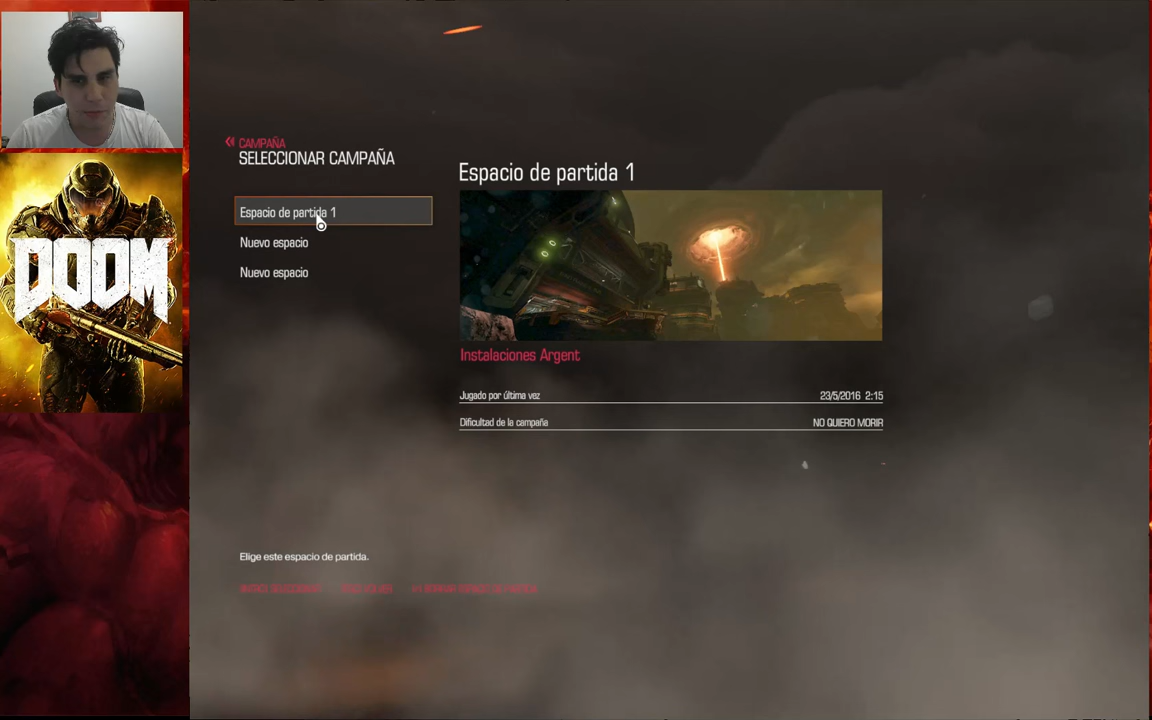 DOOM
CAMPAÑA
SELECCIONAR CAMPAÑA
Espacio de partida 1
Nuevo espacio
Nuevo espacio
Espacio de partida 1
Instalaciones Argent
Jugado por última vez 23/5/2016 2:15
Dificultad de la campaña NO QUIERO MORIR
Elige este espacio de partida.